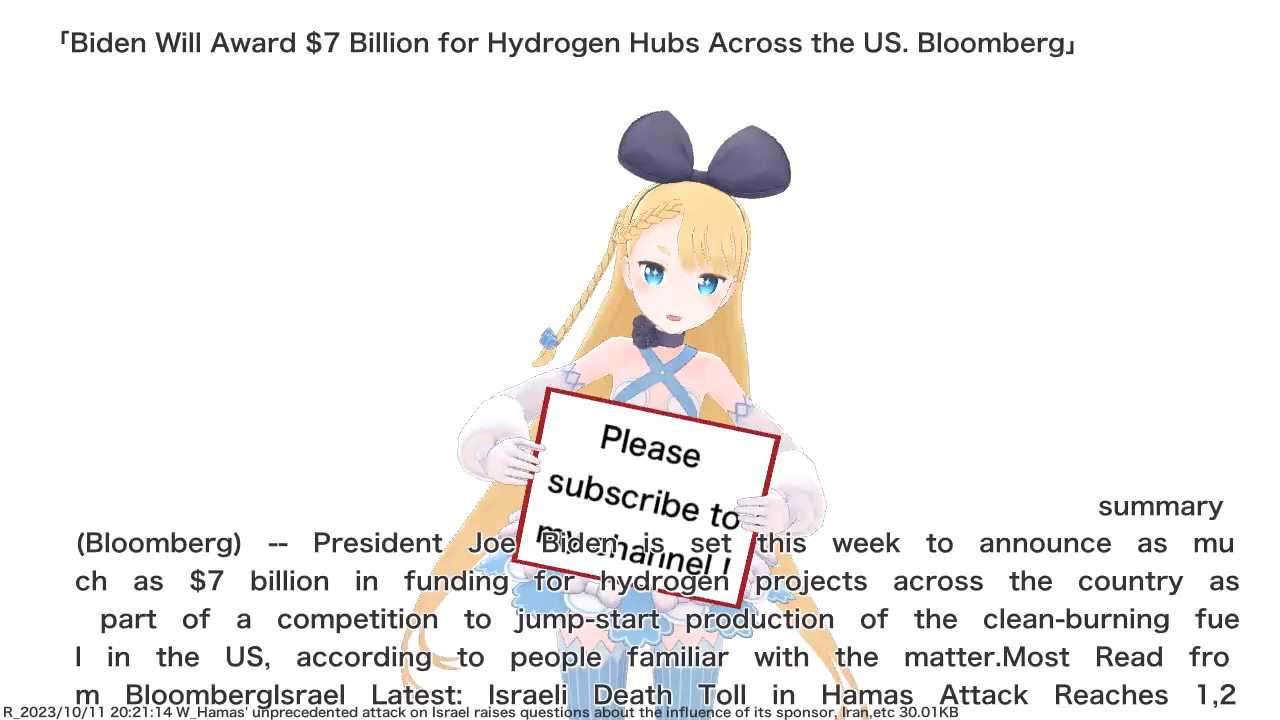 「Biden Will Award $7 Billion for Hydrogen Hubs Across the US. Bloomberg」
Please
subscribe to
my channel !
summary
(Bloomberg) -- President Joe Biden is set this week to announce as mu
ch as $7 billion in funding for hydrogen projects across the country as
part of a competition to jump-start production of the clean-burning fue
l in the US, according to people familiar with the matter.Most Read fro
m BloombergIsrael Latest: Israeli Death Toll in Hamas Attack Reaches 1,2
R_2023/10/11 20:21:14 W_Hamas' unprecedented attack on Israel raises questions about the influence of its sponsor, Iran,etc 30.01KB